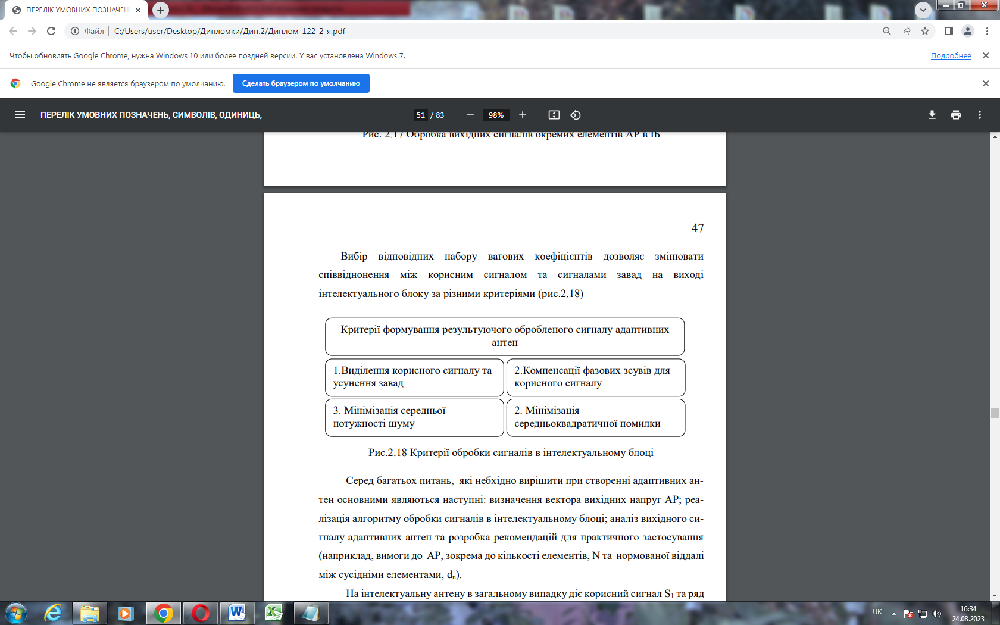 ПЕРЕЛІК УМОВНИХ ПОЗНАЧЕН
Файл
C:/Users/user/Desktop/Дипломки/Дип.2/Диплом_122_2-я.pdf
Чтобы обновлять Google Chrome, нужна Windows 10 или более поздней версии. У вас установлена Windows 7.
Подробнее
Google Chrome не является браузером по умолчанию.
Сделать браузером по умолчанию
ПЕРЕЛІК УМОВНИХ ПОЗНАЧЕНЬ, СИМВОЛІВ, ОДИНИЦЬ,
51 / 83
98%
Рис. 2.17 Обробка вихідних сигналів окремих елементів АР в ІБ
47
Вибір відповідних набору вагових коефіцієнтів дозволяє змінювати
співвіднонення між корисним сигналом та сигналами завад на виході
інтелектуального блоку за різними критеріями (рис.2.18)
Критерії формування результуючого обробленого сигналу адаптивних
антен
1.Виділення корисного сигналу та
усунення завад
2.Компенсації фазових зсувів для
корисного сигналу
3. Мінімізація середньої
потужності шуму
2. Мінімізація
середньоквадратичної помилки
Рис.2.18 Критерії обробки сигналів в інтелектуальному блоці
Серед багатьох питань, які небхідно вирішити при створенні адаптивних ан-
тен основними являються наступні: визначення вектора вихідних напруг АР; реа-
лізація алгоритму обробки сигналів в інтелектуальному блоці; аналіз вихідного си-
гналу адаптивних антен та розробка рекомендацій для практичного застосування
(наприклад, вимоги до АР, зокрема до кількості елементів, N та нормованої віддалі
між сусідніми елементами, dn).
На інтелектуальну антену в загальному випадку діє корисний сигнал S1 та ряд
UK
16:34
24.08.2023